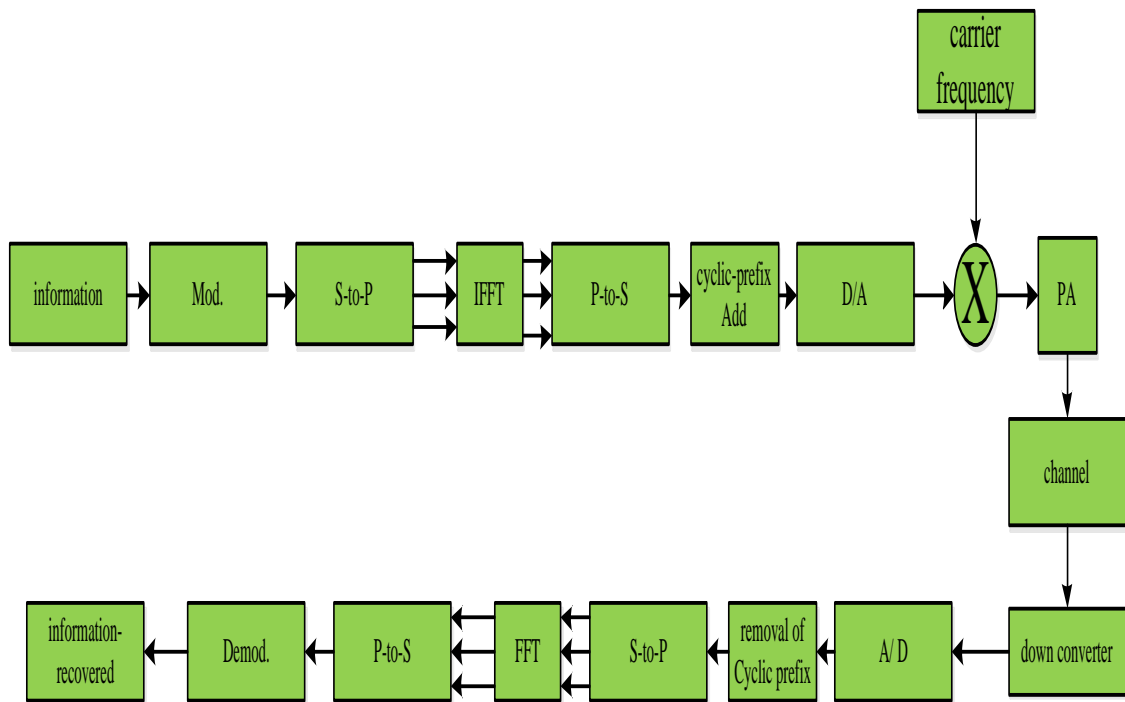 carrier
frequency
information
Mod.
S-to-P
IFFT
P-to-S
cyclic-prefix
Add
D/A
X
PA
channel
down converter
A/ D
removal of
Cyclic prefix
S-to-P
FFT
P-to-S
Demod.
information-
recovered